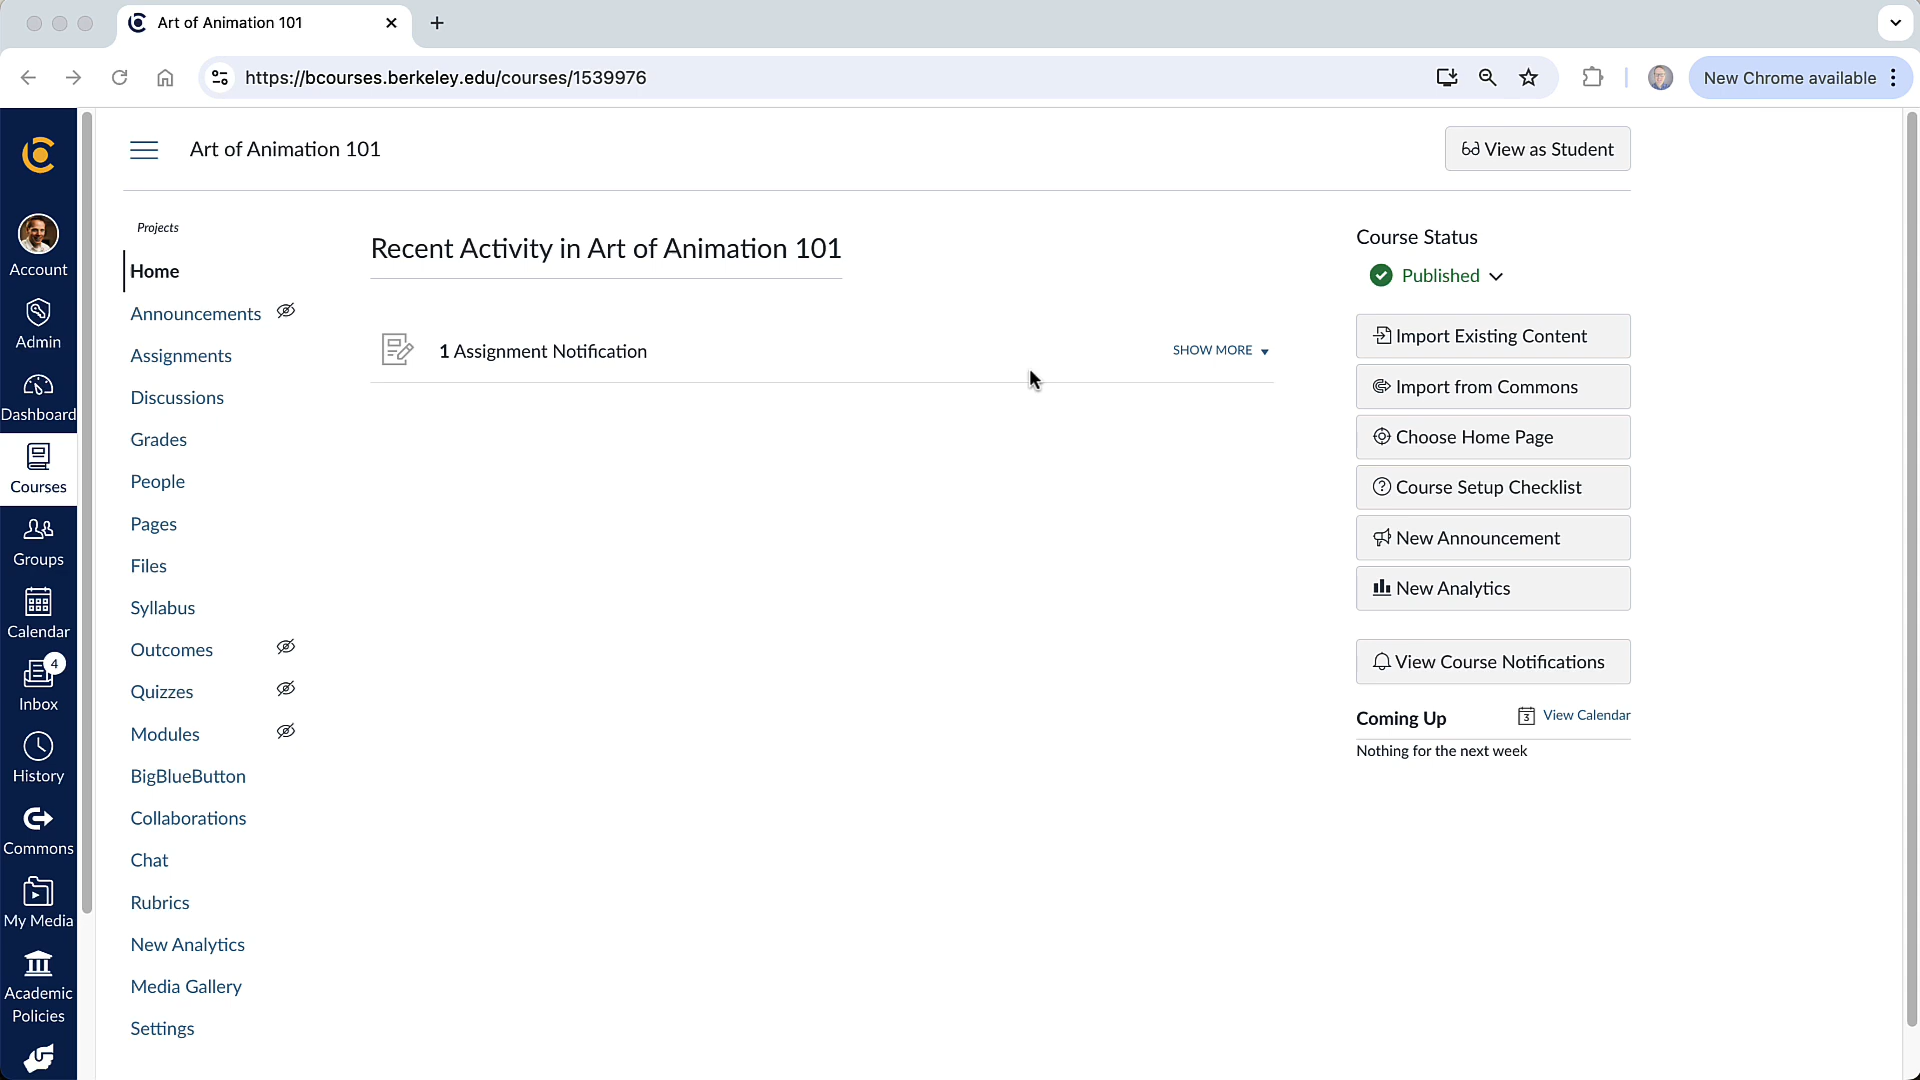 Art of Animation 101
https://bcourses.berkeley.edu/courses/1539976
New Chrome available
Art of Animation 101
View as Student
Account
Admin
Dashboard
Courses
Groups
Calendar
4
Inbox
History
Commons
My Media
Academic
Policies
Projects
Home
Announcements
Assignments
Discussions
Grades
People
Pages
Files
Syllabus
Outcomes
Quizzes
Modules
BigBlueButton
Collaborations
Chat
Rubrics
New Analytics
Media Gallery
Settings
Recent Activity in Art of Animation 101
1 Assignment Notification
SHOW MORE
Course Status
Published
Import Existing Content
Import from Commons
Choose Home Page
Course Setup Checklist
New Announcement
New Analytics
View Course Notifications
Coming Up
3 View Calendar
Nothing for the next week